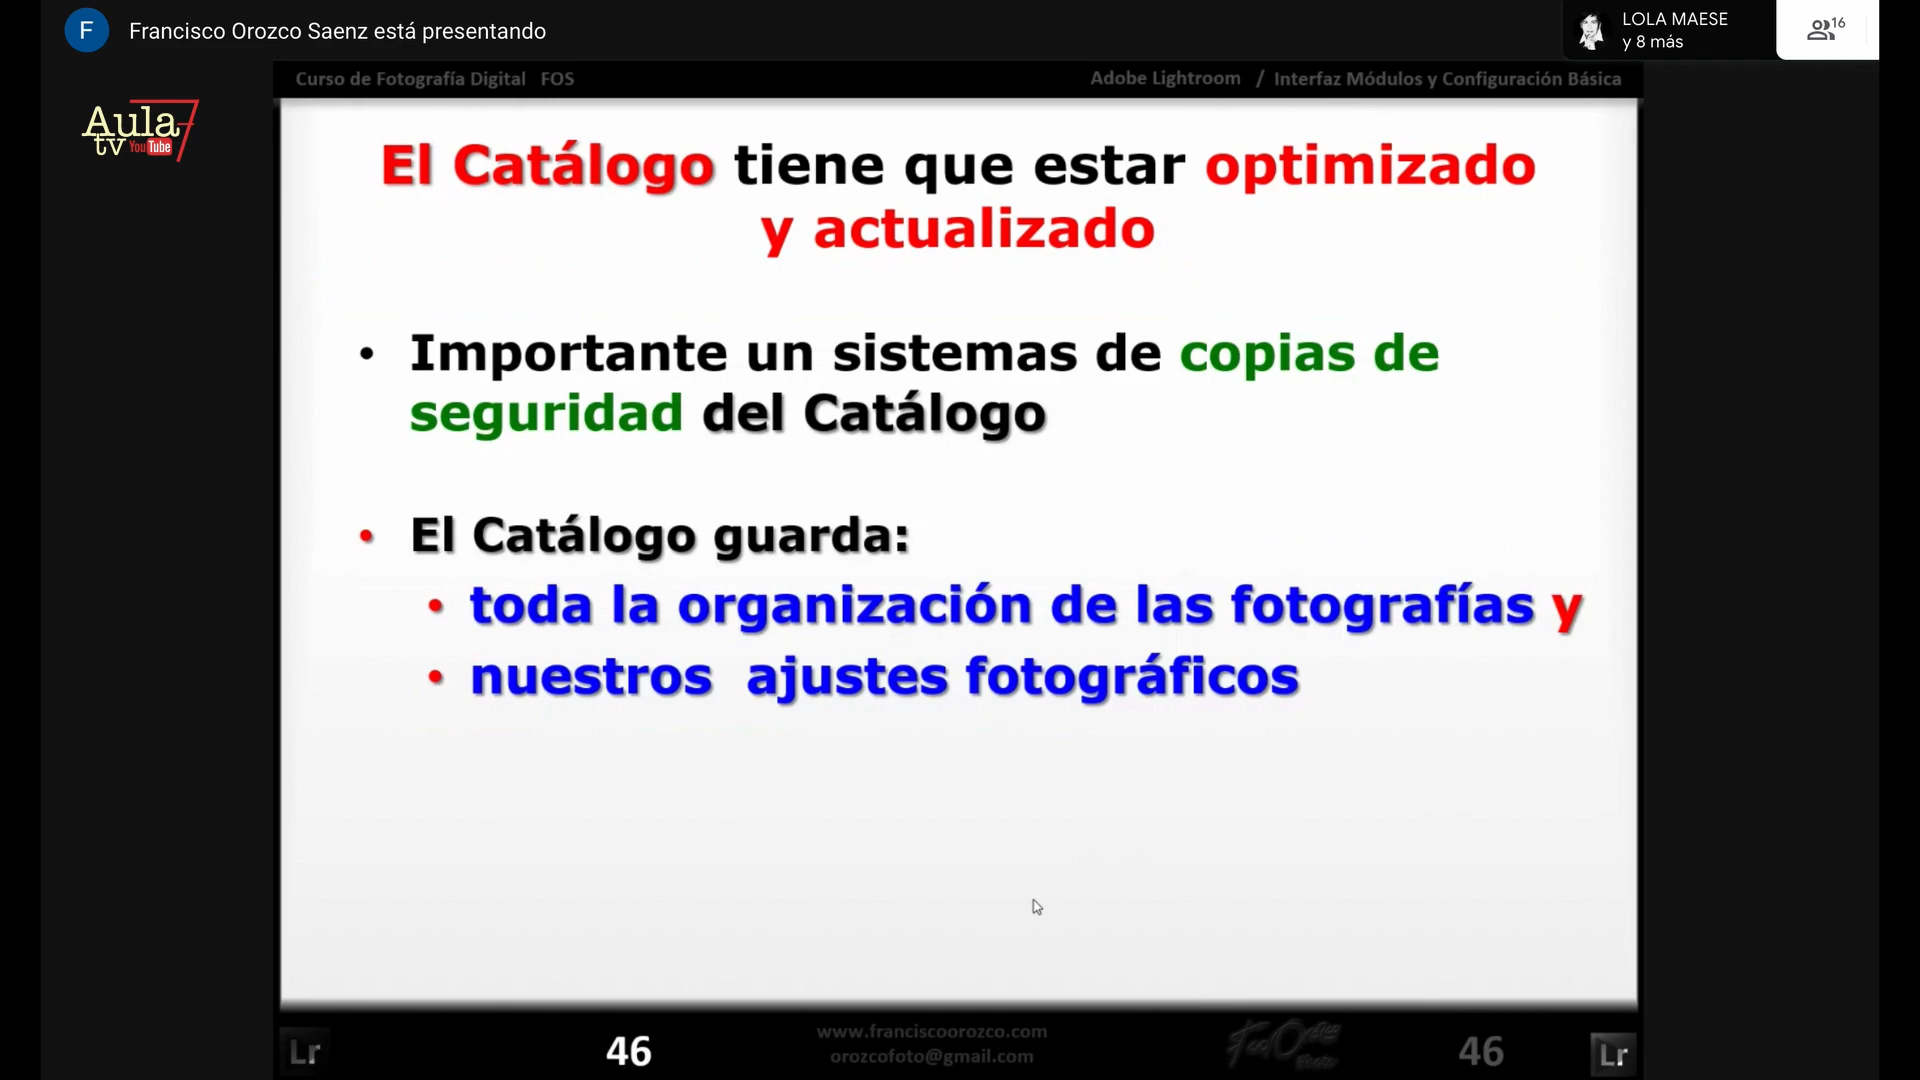 F Francisco Orozco Saenz está presentando
LOLA MAESE
y 8 más
16
Curso de Fotografía Digital FOS
Adobe Lightroom / Interfaz Módulos y Configuración Básica
Aula 7
tv YouTube
El Catálogo tiene que estar optimizado
y actualizado
• Importante un sistemas de copias de
seguridad del Catálogo
• El Catálogo guarda:
• toda la organización de las fotografías y
• nuestros ajustes fotográficos
Lr
46
www.franciscoorozco.com
orozcofoto@gmail.com
46
Lr